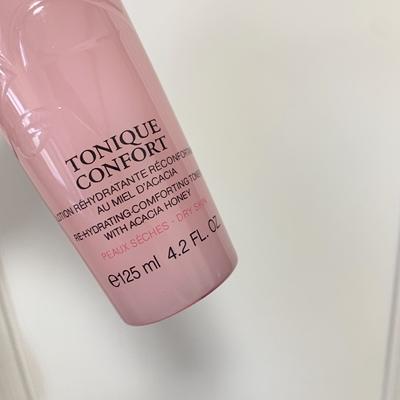 TONIQUE
CONFORT
LOTION RÉHYDRATANTE RÉCONFORTANTE
AU MIEL D'ACACIA
RE-HYDRATING COMFORTING TONER
WITH ACACIA HONEY
PEAUX SÈCHES - DRY SKIN
℮125 ml 4.2 FL. OZ